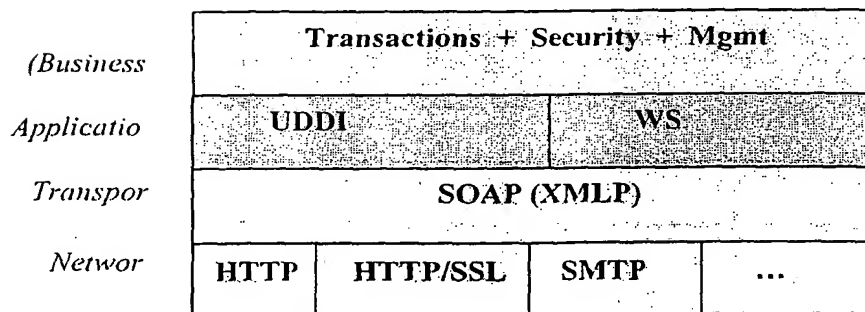 Transactions + Security + Mgmt
(Business
Applicatio UDDI WS
Transpor SOAP (XMLP)
Networ HTTP HTTP/SSL SMTP ...